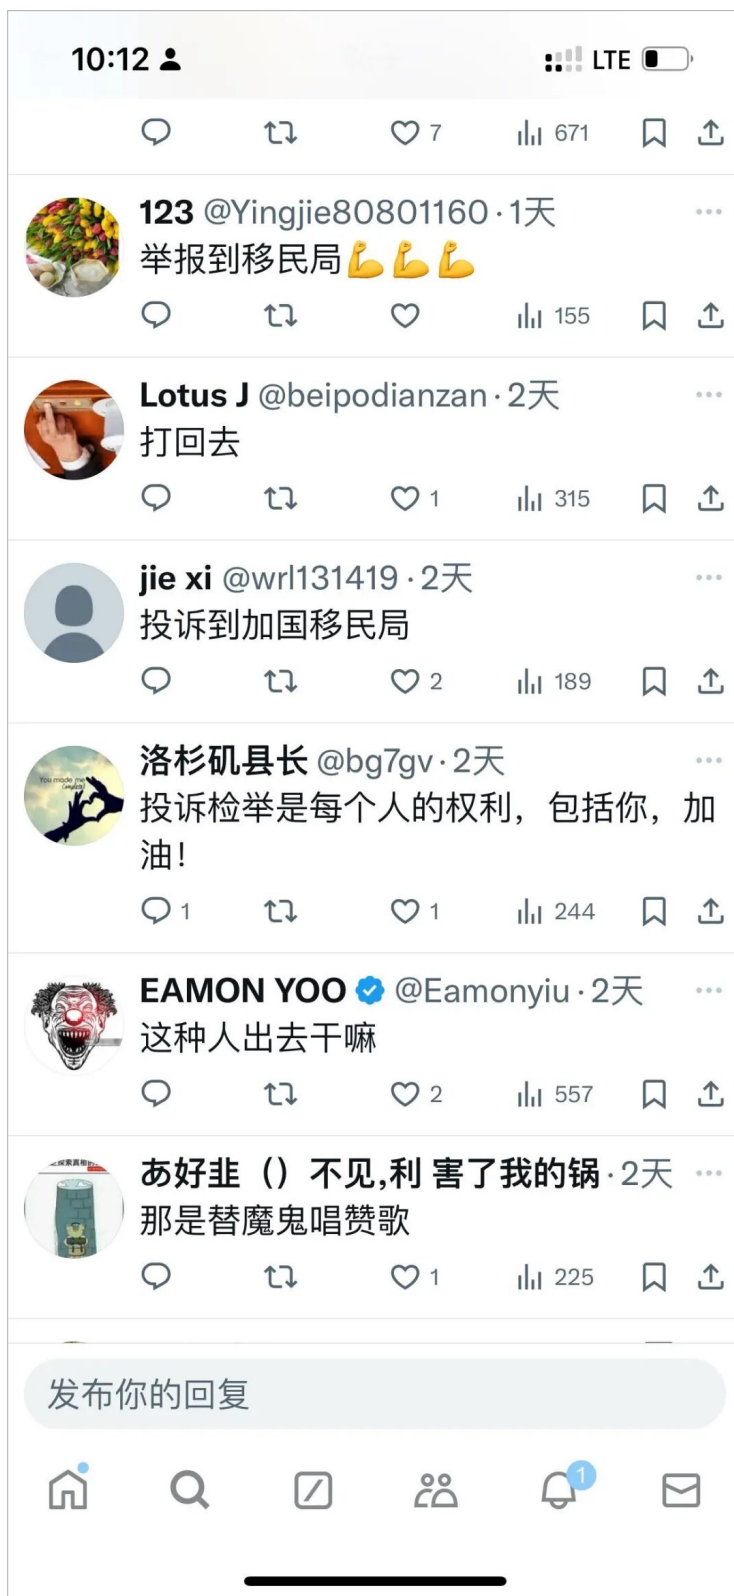 10:12 LTE
7 671
123 @Yingjie80801160·1天
举报到移民局💪💪💪
155
Lotus J @beipodianzan·2天
打回去
1 315
jie xi @wrl131419·2天
投诉到加国移民局
2 189
洛杉矶县长 @bg7gv·2天
You made me
投诉检举是每个人的权利，包括你，加
油！
1 1 244
EAMON YOO @Eamonyiu·2天
这种人出去干嘛
2 557
あ好韭（）不见,利 害了我的锅·2天
那是替魔鬼唱赞歌
1 225
发布你的回复
1